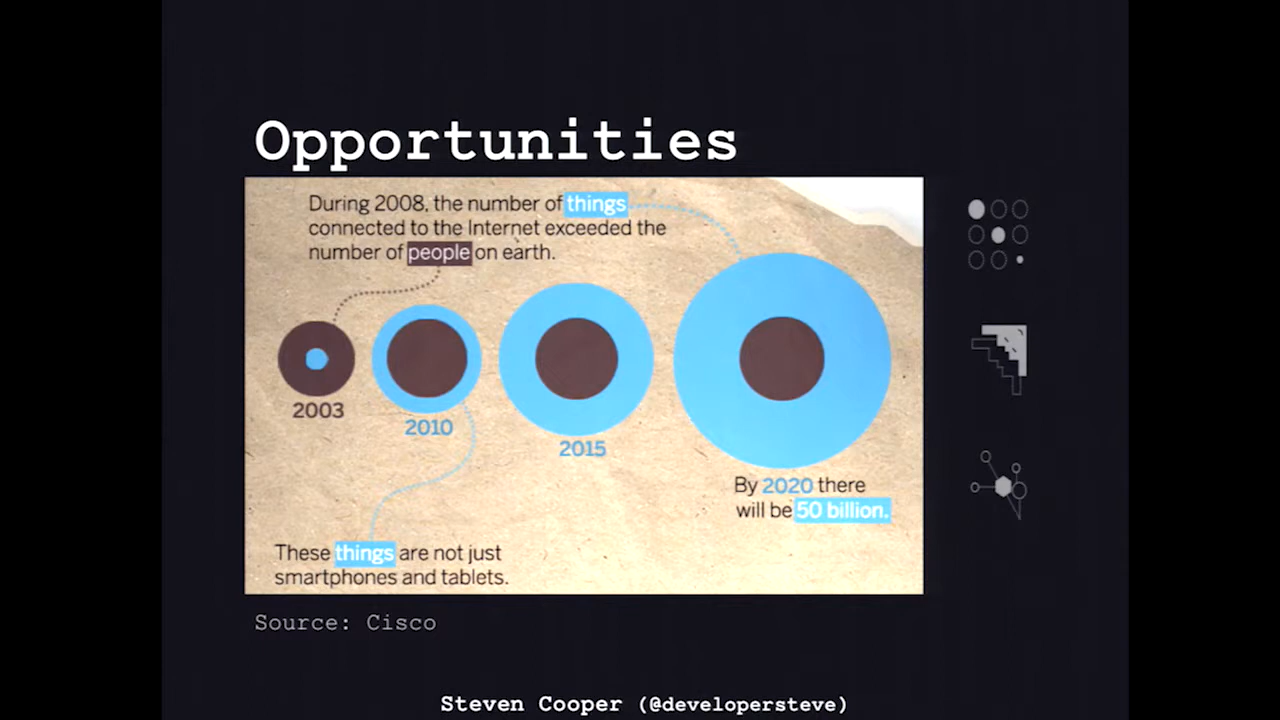 Opportunities
During 2008, the number of things
connected to the Internet exceeded the
number of people on earth.
2003
2010
2015
By 2020 there
will be 50 billion.
These things are not just
smartphones and tablets.
Source: Cisco
Steven Cooper (@developersteve)